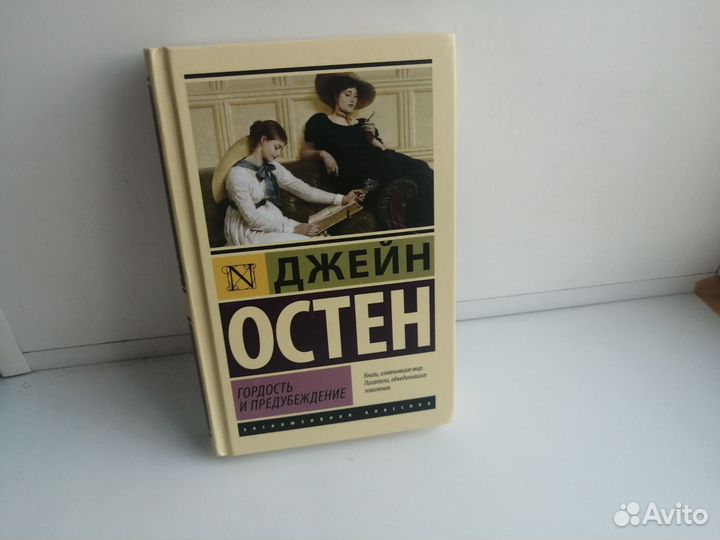 N
ДЖЕЙН
ОСТЕН
ГОРДОСТЬ
И ПРЕДУБЕЖДЕНИЕ
Книги, изменившие мир.
Писатели, объединившие
поколения.
ЭКСКЛЮЗИВНАЯ КЛАССИКА
Avito